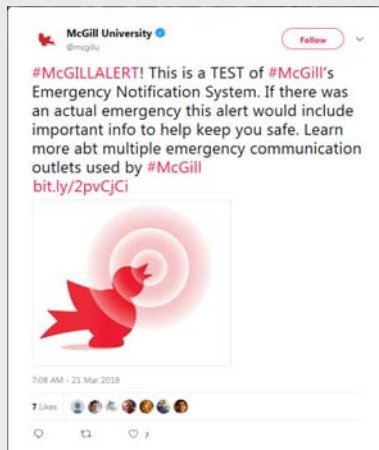 McGill University
@mcgillu
Follow
#McGILLALERT! This is a TEST of #McGill's
Emergency Notification System. If there was
an actual emergency this alert would include
important info to help keep you safe. Learn
more abt multiple emergency communication
outlets used by #McGill
bit.ly/2pvCjCi
7:08 AM - 21 Mar 2018
7 Likes
7